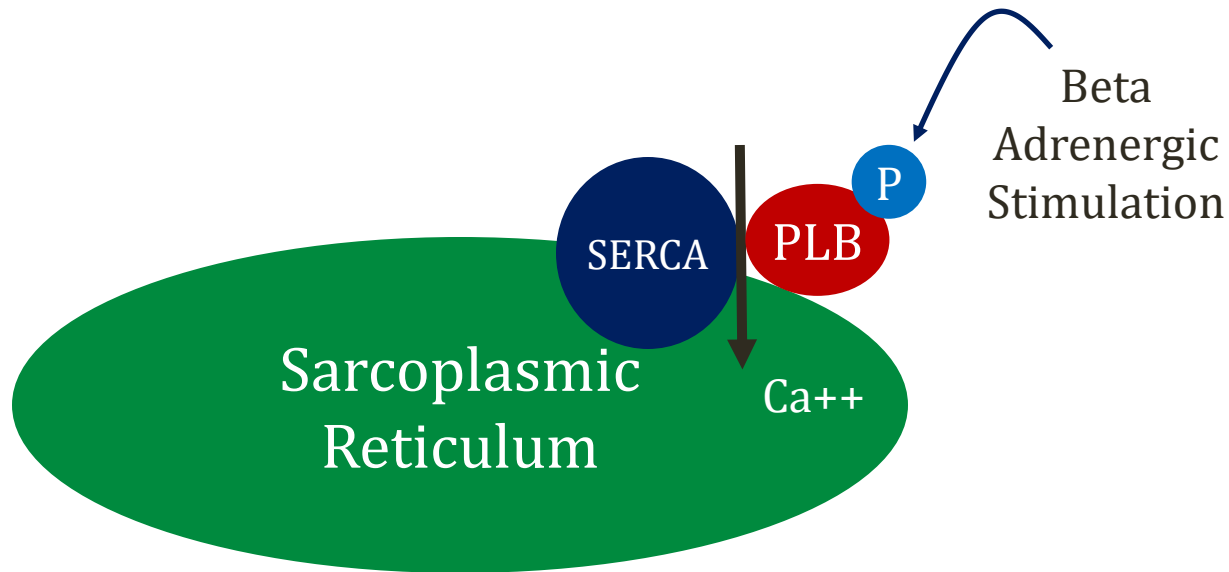 Beta
Adrenergic
Stimulation
P
PLB
SERCA
Sarcoplasmic
Reticulum
Ca++